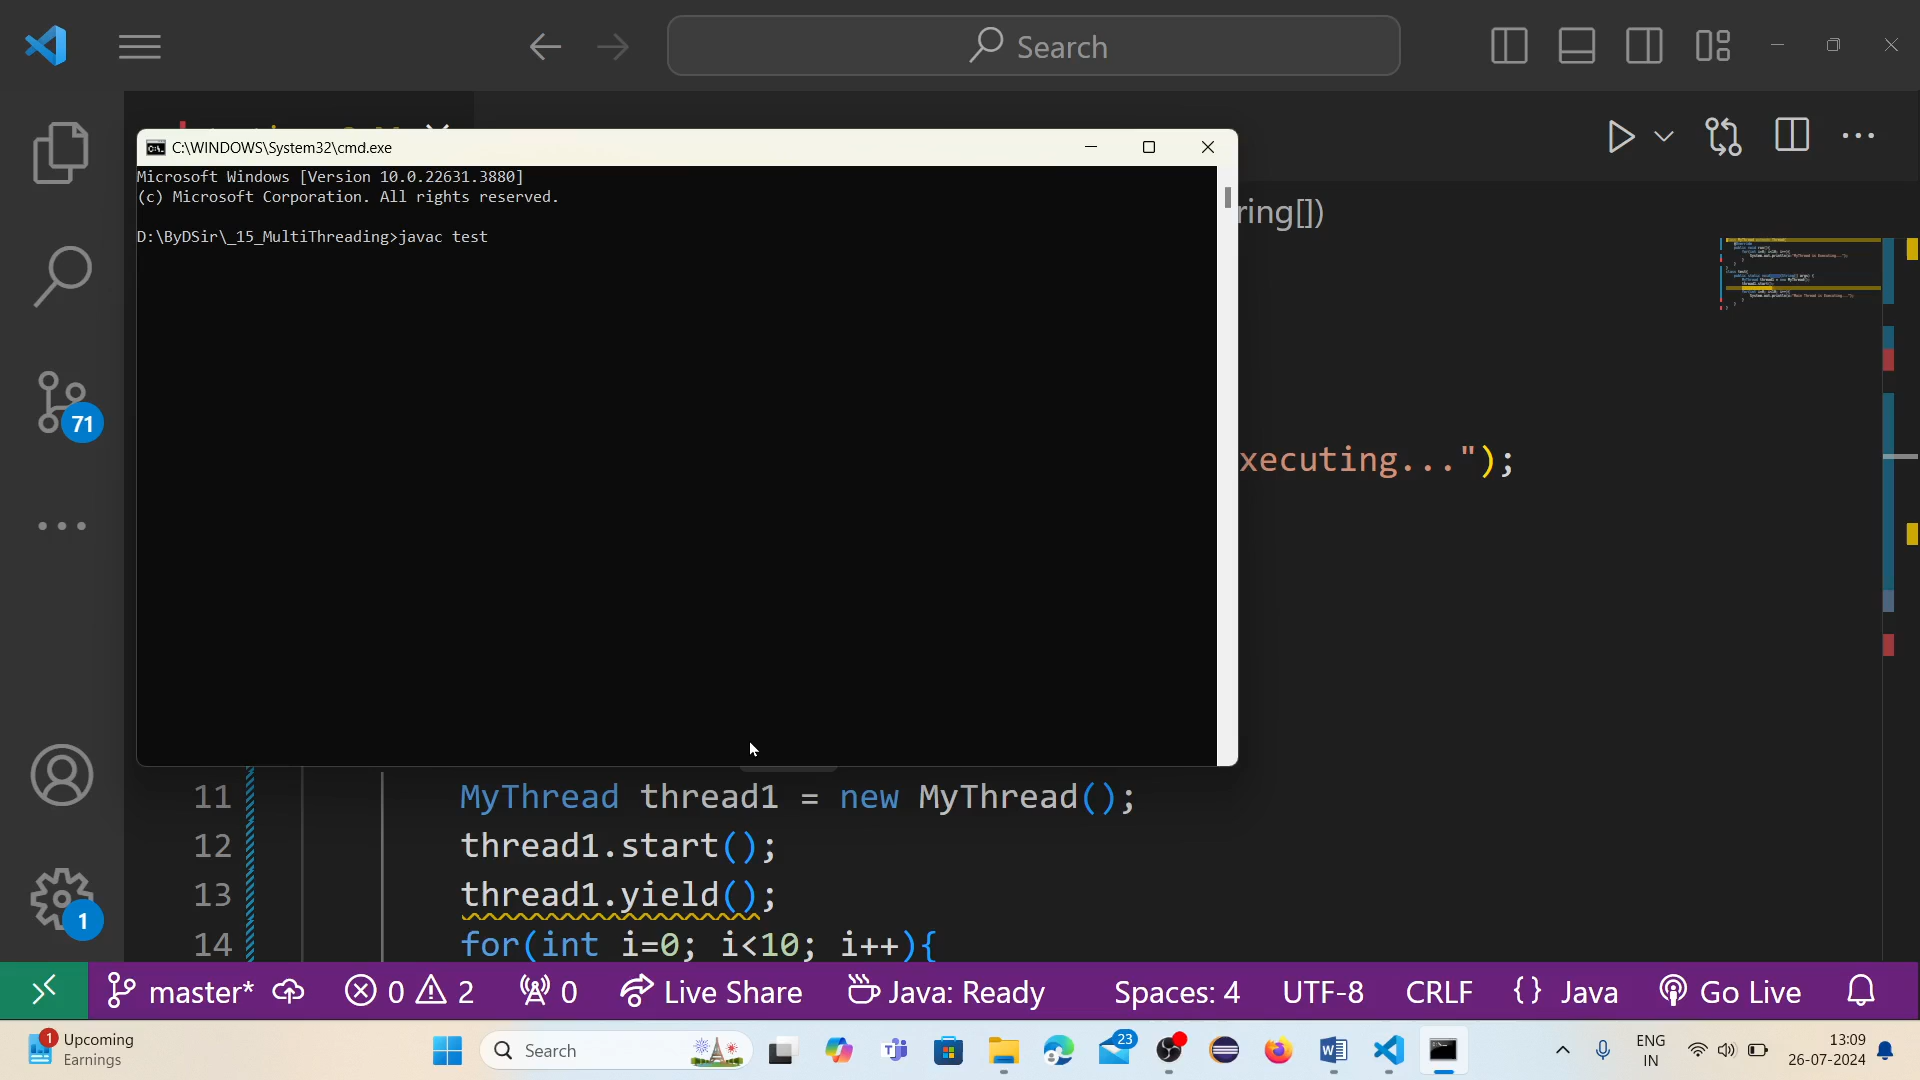 Search
C:\WINDOWS\System32\cmd.exe
Microsoft Windows [Version 10.0.22631.3880]
(c) Microsoft Corporation. All rights reserved.
D:\ByDSir\_15_MultiThreading>javac test
ring[])
xecuting...");
71
11 MyThread thread1 = new MyThread();
12 thread1.start();
13 thread1.yield();
14 for(int i=0; i<10; i++){
1
master* 0 2 0 Live Share Java: Ready Spaces: 4 UTF-8 CRLF {} Java Go Live
1 Upcoming
Earnings
Search
23
ENG
IN
13:09
26-07-2024